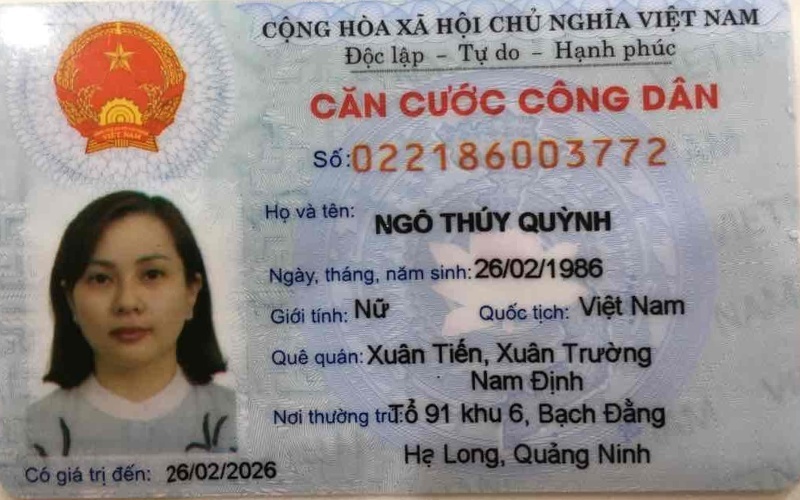 CỘNG HÒA XÃ HỘI CHỦ NGHĨA VIỆT NAM
Độc lập – Tự do – Hạnh phúc
CĂN CƯỚC CÔNG DÂN
Số: 022186003772
Họ và tên: NGÔ THÚY QUỲNH
Ngày, tháng, năm sinh: 26/02/1986
Giới tính: Nữ Quốc tịch: Việt Nam
Quê quán: Xuân Tiến, Xuân Trường
Nam Định
Nơi thường trú: Tổ 91 khu 6, Bạch Đằng
Hạ Long, Quảng Ninh
Có giá trị đến: 26/02/2026
VIỆT NAM